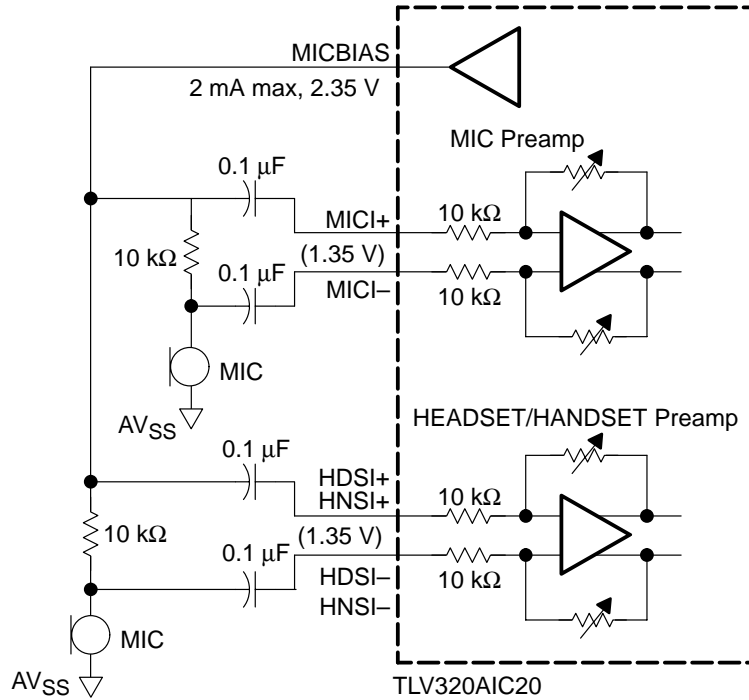 MICBIAS
2 mA max, 2.35 V
MIC Preamp
0.1 μF
MICI+
10 kΩ
10 kΩ
0.1 μF
(1.35 V)
MICI–
10 kΩ
MIC
AVSS
HEADSET/HANDSET Preamp
0.1 μF
HDSI+
HNSI+
10 kΩ
10 kΩ
0.1 μF
(1.35 V)
10 kΩ
HDSI–
HNSI–
MIC
AVSS
TLV320AIC20